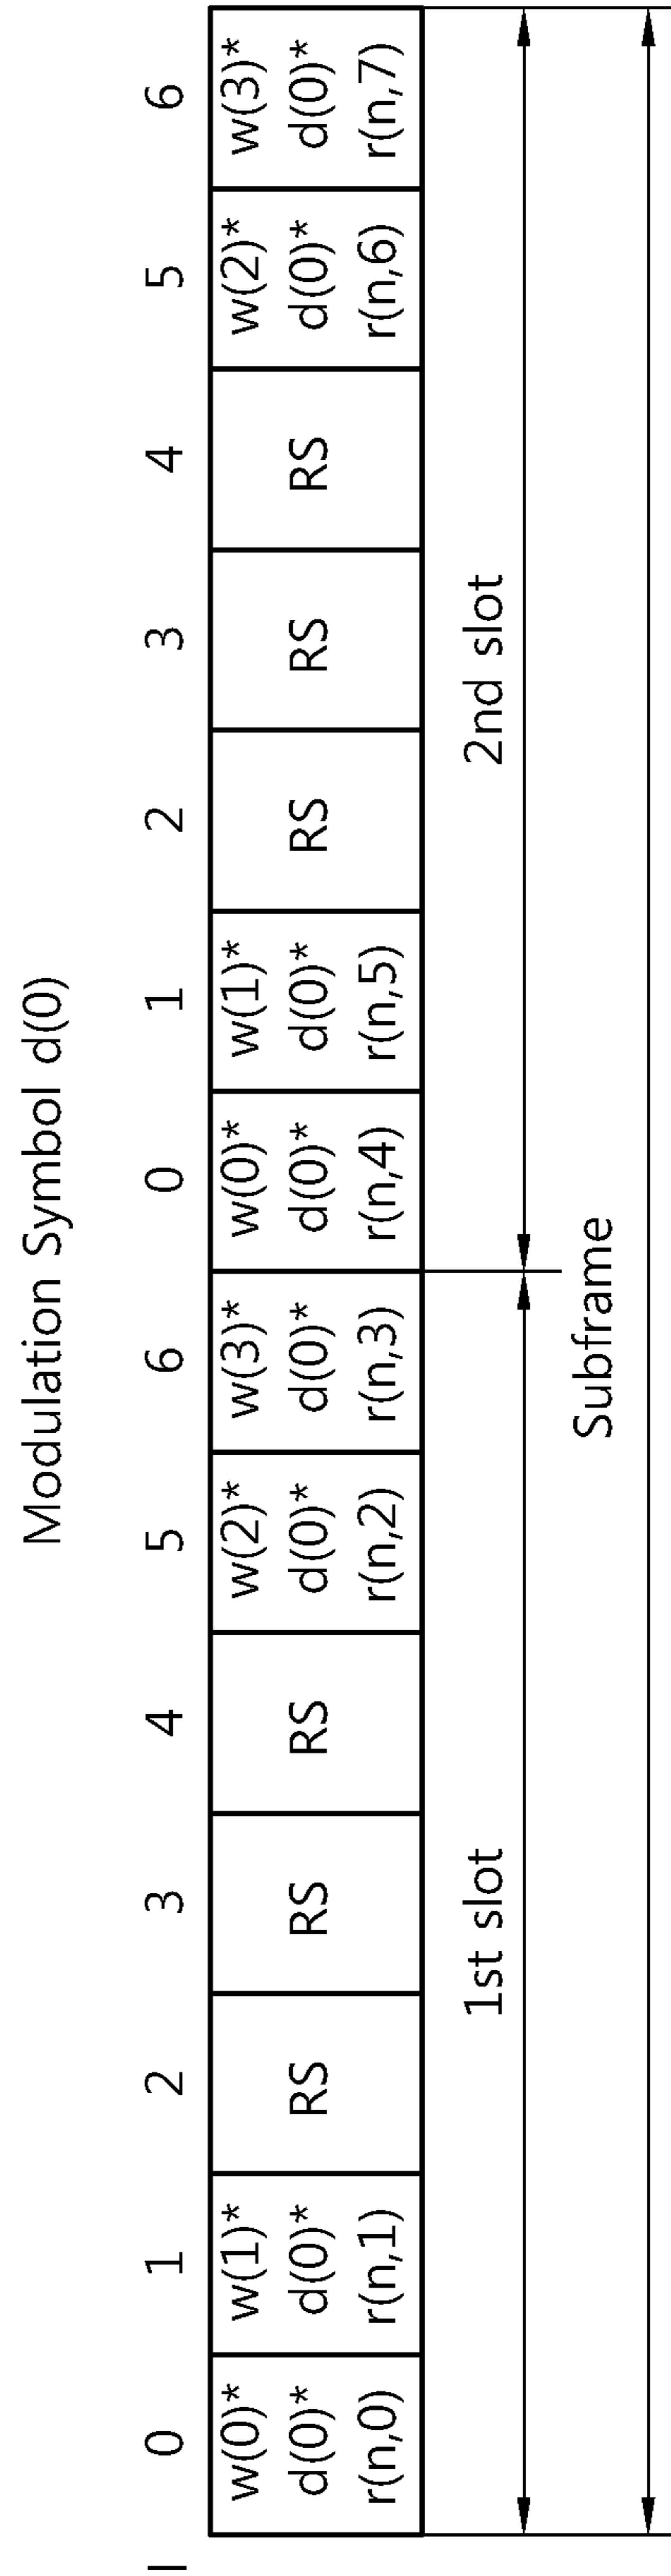 Modulation Symbol d(0)
l 0 1 2 3 4 5 6 0 1 2 3 4 5 6
w(0)* w(1)* w(2)* w(3)* w(0)* w(1)* w(2)* w(3)*
d(0)* d(0)* RS RS RS d(0)* d(0)* d(0)* d(0)* RS RS RS d(0)* d(0)*
r(n,0) r(n,1) r(n,2) r(n,3) r(n,4) r(n,5) r(n,6) r(n,7)
1st slot 2nd slot
Subframe